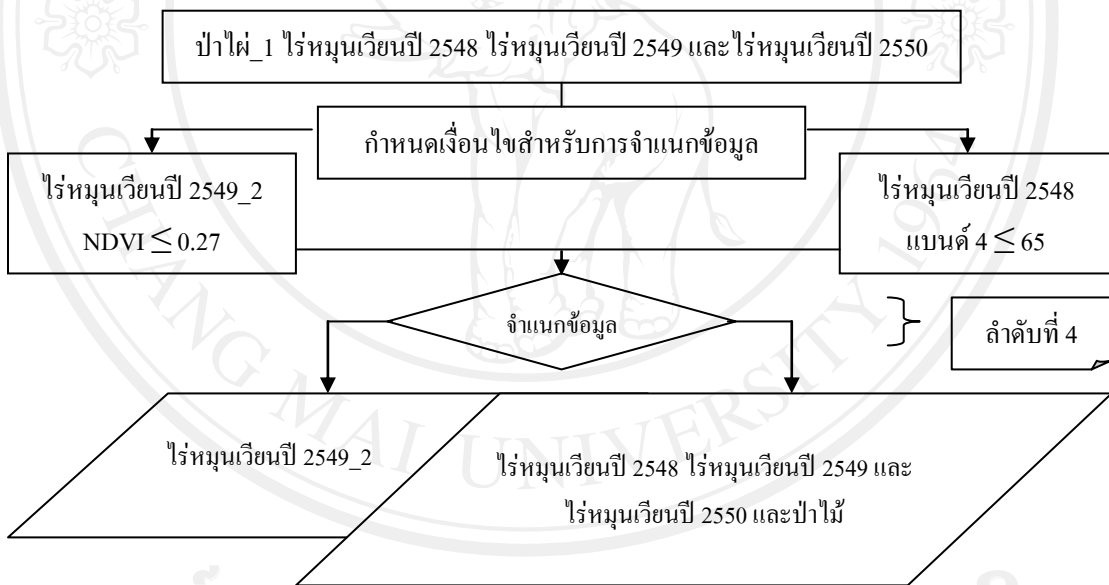 ป่าไผ่_1 ไร่หมุนเวียนปี 2548 ไร่หมุนเวียนปี 2549 และไร่หมุนเวียนปี 2550
กำหนดเงื่อนไขสำหรับการจำแนกข้อมูล
ไร่หมุนเวียนปี 2549_2
NDVI ≤ 0.27
ไร่หมุนเวียนปี 2548
แบนด์ 4 ≤ 65
จำแนกข้อมูล
ลำดับที่ 4
ไร่หมุนเวียนปี 2549_2
ไร่หมุนเวียนปี 2548 ไร่หมุนเวียนปี 2549 และ
ไร่หมุนเวียนปี 2550 และป่าไม้
CHIANG MAI UNIVERSITY 1964